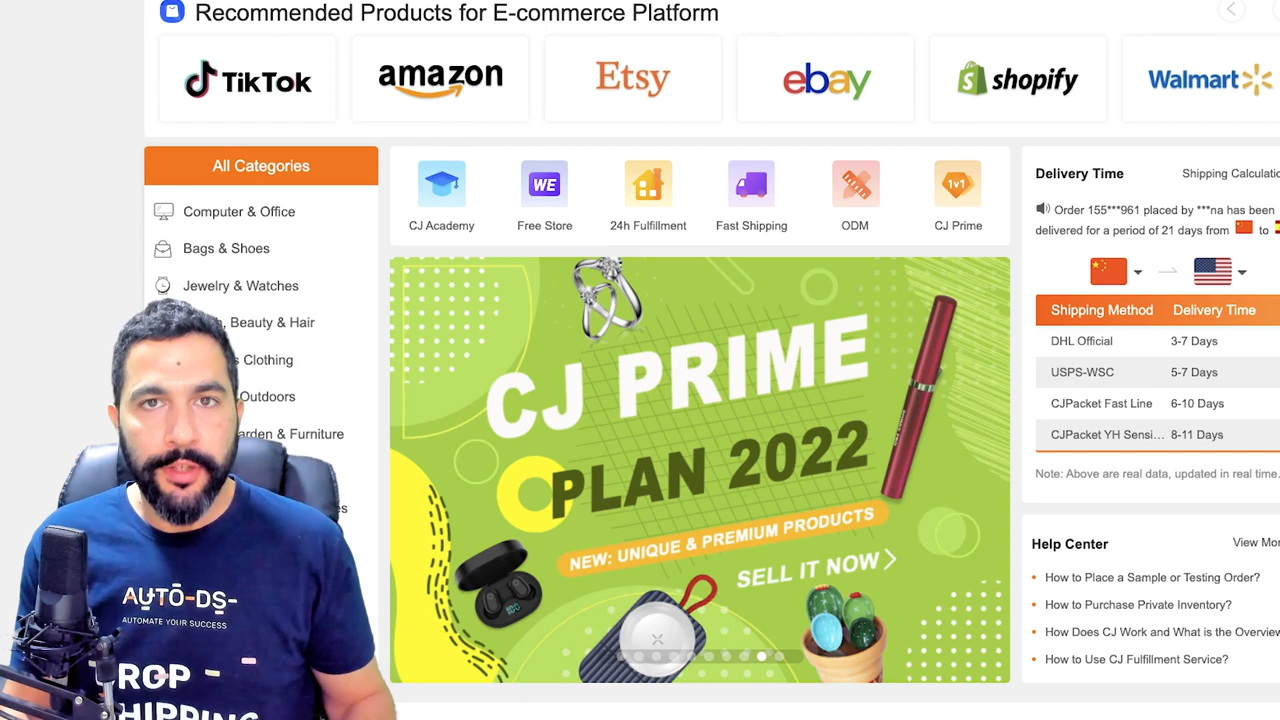 Recommended Products for E-commerce Platform
TikTok
amazon
Etsy
ebay
shopify
Walmart
All Categories
Computer & Office
Bags & Shoes
Jewelry & Watches
Beauty & Hair
Clothing
Outdoors
& Furniture
CJ Academy
WE
Free Store
24h Fulfillment
Fast Shipping
ODM
1v1
CJ Prime
CJ PRIME
PLAN 2022
NEW: UNIQUE & PREMIUM PRODUCTS
SELL IT NOW
Delivery Time
Order 155***961 placed by ***na has been
delivered for a period of 21 days from to
Shipping Method Delivery Time
DHL Official 3-7 Days
USPS-WSC 5-7 Days
CJPacket Fast Line 6-10 Days
CJPacket YH Sensi... 8-11 Days
Note: Above are real data, updated in real time.
Help Center View
How to Place a Sample or Testing Order?
How to Purchase Private Inventory?
How Does CJ Work and What is the
How to Use CJ Fulfillment Service?
AUTO-DS-
AUTOMATE YOUR SUCCESS